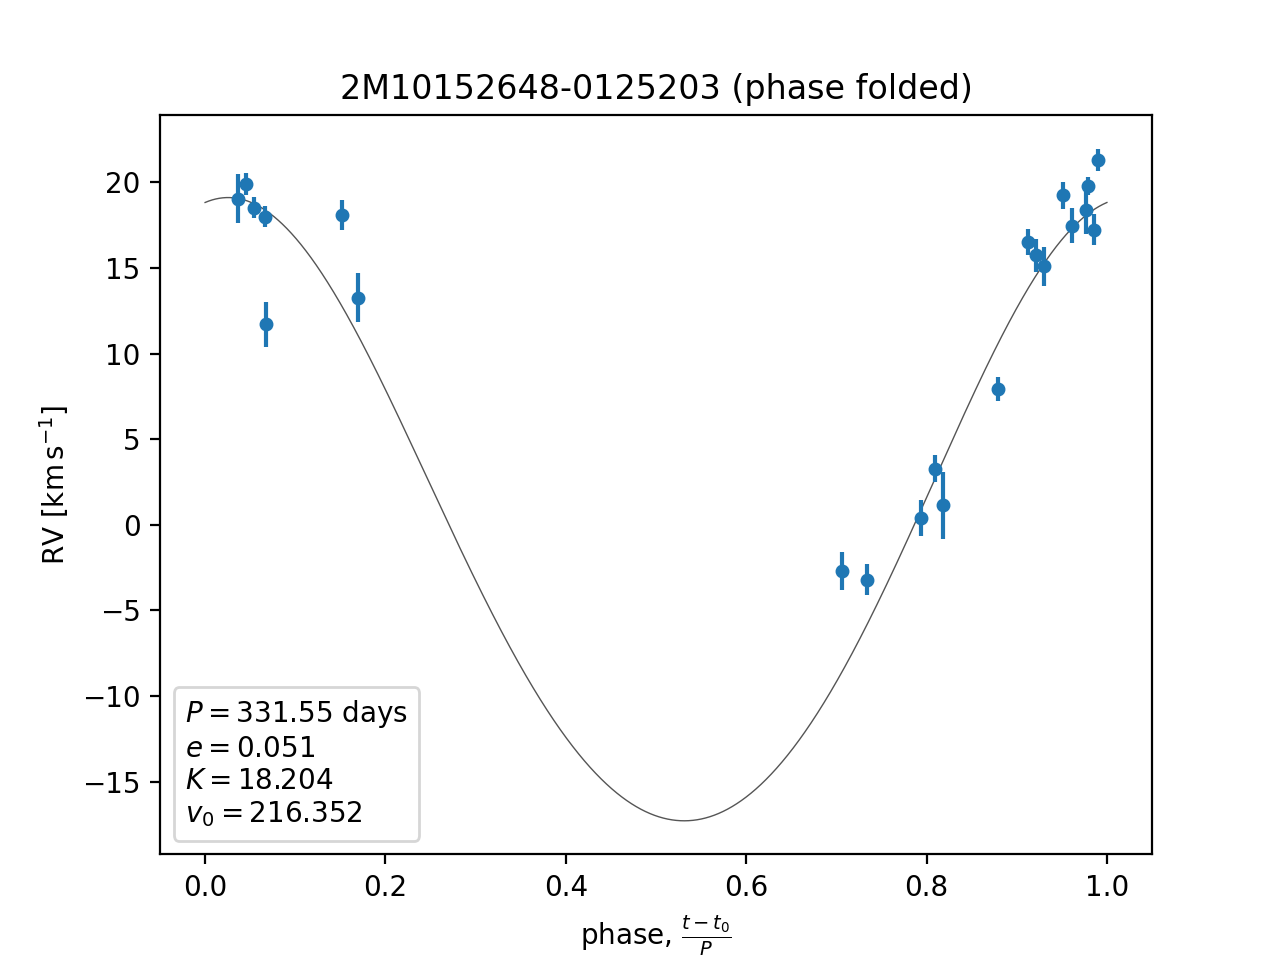 2M10152648-0125203 (phase folded)
RV [km s⁻¹]
20
15
10
5
0
−5
−10
−15
P = 331.55 days
e = 0.051
K = 18.204
v₀ = 216.352
0.0 0.2 0.4 0.6 0.8 1.0
phase, (t − t₀)/P